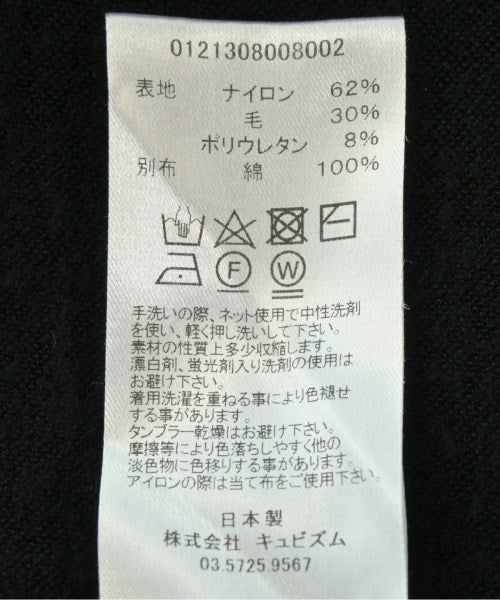 0121308008002
表地 ナイロン 62%
毛 30%
ポリウレタン 8%
別布 綿 100%
F W
手洗いの際、ネット使用で中性洗剤
を使い、軽く押し洗いして下さい。
素材の性質上多少収縮します。
漂白剤、蛍光剤入り洗剤の使用は
お避け下さい。
着用洗濯を重ねる事により色褪せ
する事があります。
タンブラー乾燥はお避け下さい。
摩擦等により色落ちしやすく他の
淡色物に色移りする事があります。
アイロンの際は当て布をご使用下さい。
日本製
株式会社 キュビズム
03.5725.9567